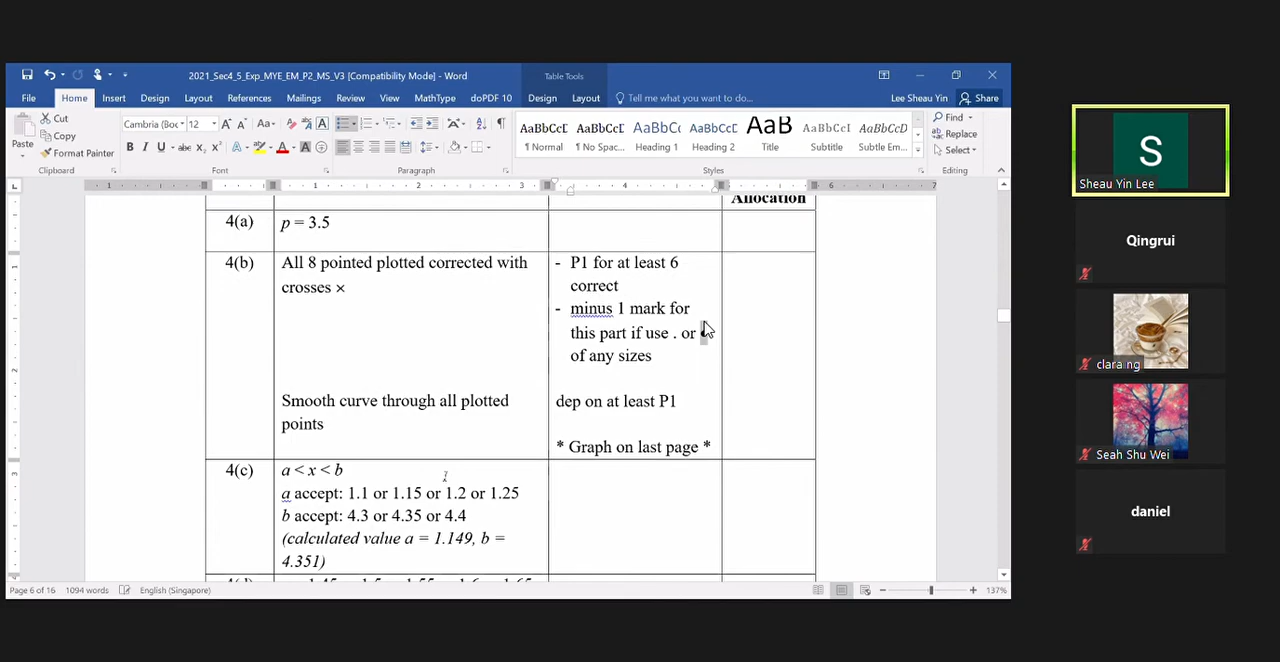 2021_Sec4_5_Exp_MYE_EM_P2_MS_V3 [Compatibility Mode] - Word
Table Tools
File Home Insert Design Layout References Mailings Review View MathType doPDF 10 Design Layout Tell me what you want to do... Lee Sheau Yin Share
Paste
Cut
Copy
Format Painter
Clipboard
Cambria (Boc 12
Font
Paragraph
AaBbCcDd
¶ Normal
¶ No Spac...
Heading 1
Heading 2
Title
Subtitle
Subtle Em...
Styles
Find
Replace
Select
Editing
Allocation
4(a) p = 3.5
4(b) All 8 pointed plotted corrected with
crosses ×
- P1 for at least 6
correct
- minus 1 mark for
this part if use . or
of any sizes
Smooth curve through all plotted
points
dep on at least P1
* Graph on last page *
4(c) a < x < b
a accept: 1.1 or 1.15 or 1.2 or 1.25
b accept: 4.3 or 4.35 or 4.4
(calculated value a = 1.149, b =
4.351)
Page 6 of 16 1094 words English (Singapore) 137%
S
Sheau Yin Lee
Qingrui
clara ng
Seah Shu Wei
daniel